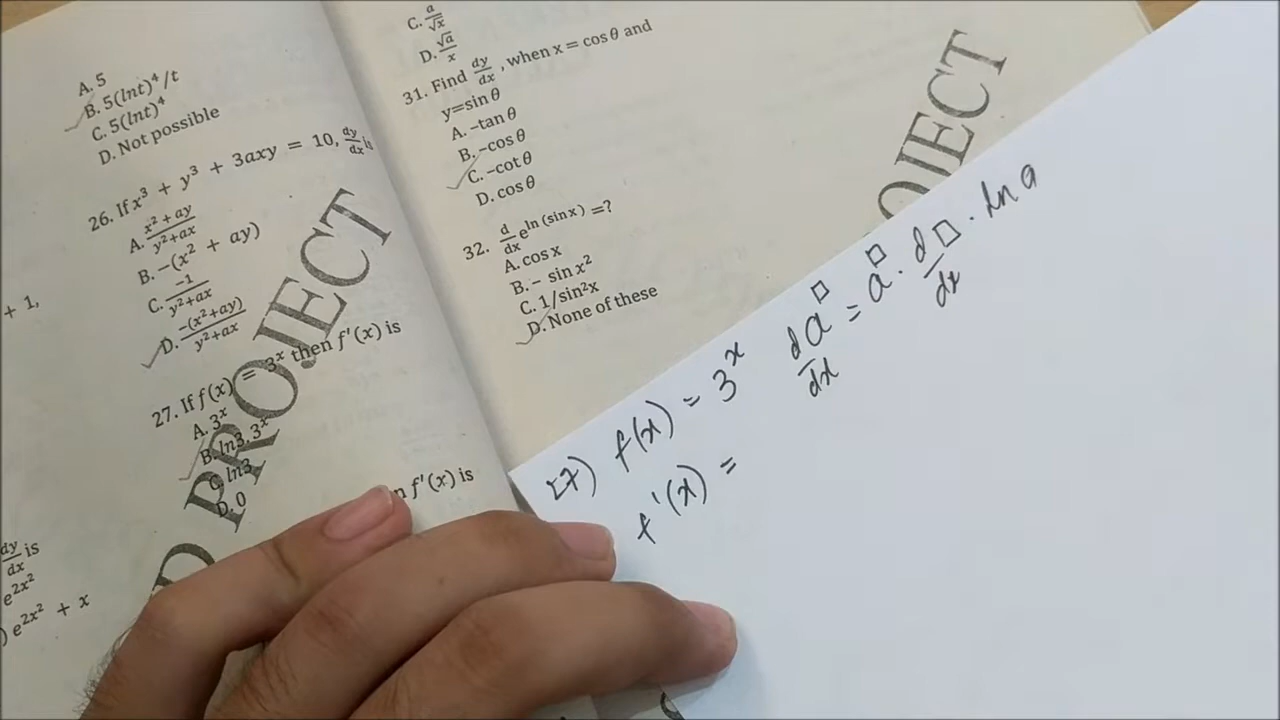 A. 5
B. 5(lnt)⁴/t
C. 5(lnt)⁴
D. Not possible
26. If x³ + y³ + 3axy = 10, dy/dx is
A. x²+ay / y²+ax
B. -(x² + ay)
C. -1 / y²+ax
D. -(x²+ay) / y²+ax
27. If f(x) = 3ˣ then f'(x) is
A. 3ˣ
B. ln3.3ˣ
C. ln3
D. 0
f'(x) is
+ 1,
dy/dx is
e^2x²
) e^2x² + x
C. a/√x
D. √a/x
31. Find dy/dx, when x = cos θ and
y=sin θ
A. –tan θ
B. –cos θ
C. –cot θ
D. cos θ
32. d/dx e^ln (sin x) =?
A. cos x
B. – sin x²
C. 1/sin²x
D. None of these
PROJECT
OJECT
D
27) f(x) = 3ˣ
f'(x) =
d a^□ / dx = a^□ . d□/dx . ln a